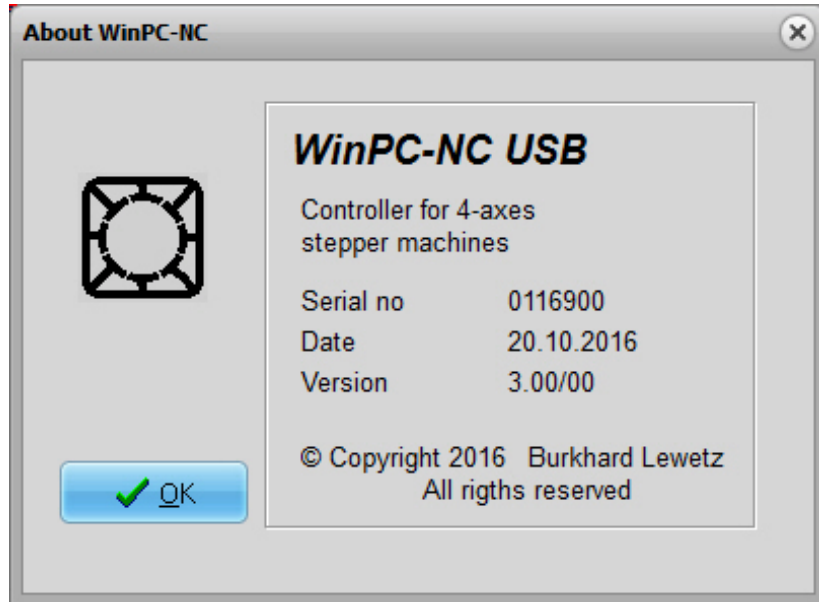 About WinPC-NC
WinPC-NC USB
Controller for 4-axes
stepper machines
Serial no 0116900
Date 20.10.2016
Version 3.00/00
© Copyright 2016 Burkhard Lewetz
All rigths reserved
OK